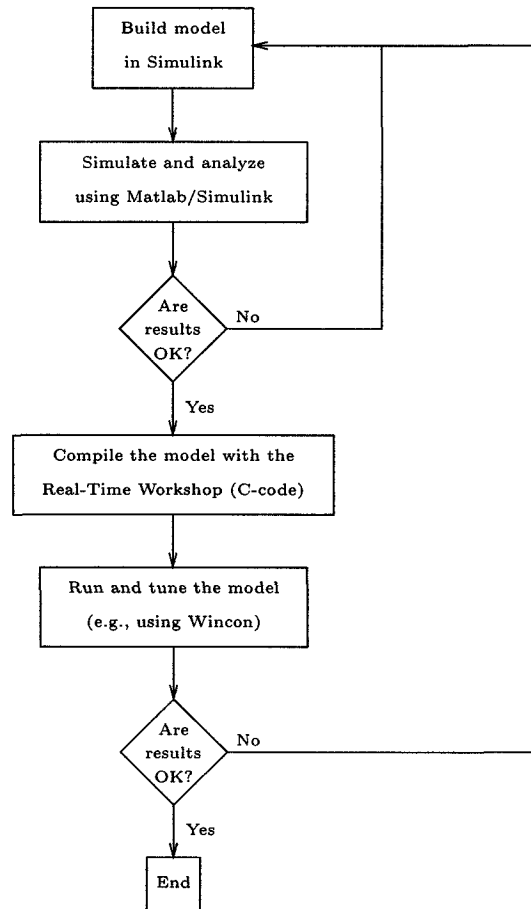 Build model
in Simulink
Simulate and analyze
using Matlab/Simulink
Are
results
OK?
No
Yes
Compile the model with the
Real-Time Workshop (C-code)
Run and tune the model
(e.g., using Wincon)
Are
results
OK?
No
Yes
End